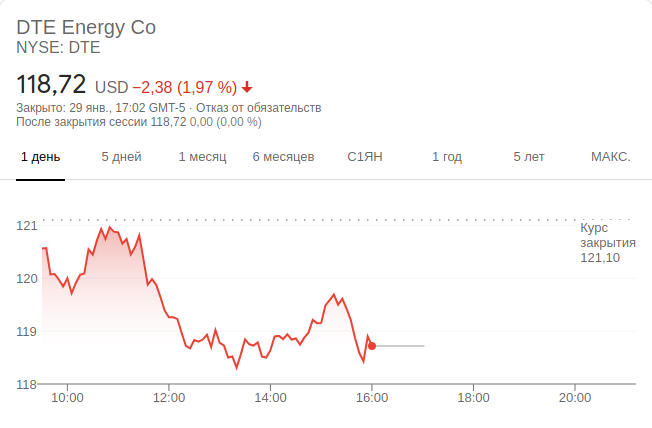 DTE Energy Co
NYSE: DTE
118,72 USD −2,38 (1,97 %) 🡇
Закрыто: 29 янв., 17:02 GMT-5 · Отказ от обязательств
После закрытия сессии 118,72 0,00 (0,00 %)
1 день 5 дней 1 месяц 6 месяцев С1ЯН 1 год 5 лет МАКС.
121
Курс
закрытия
121,10
120
119
118
10:00 12:00 14:00 16:00 18:00 20:00